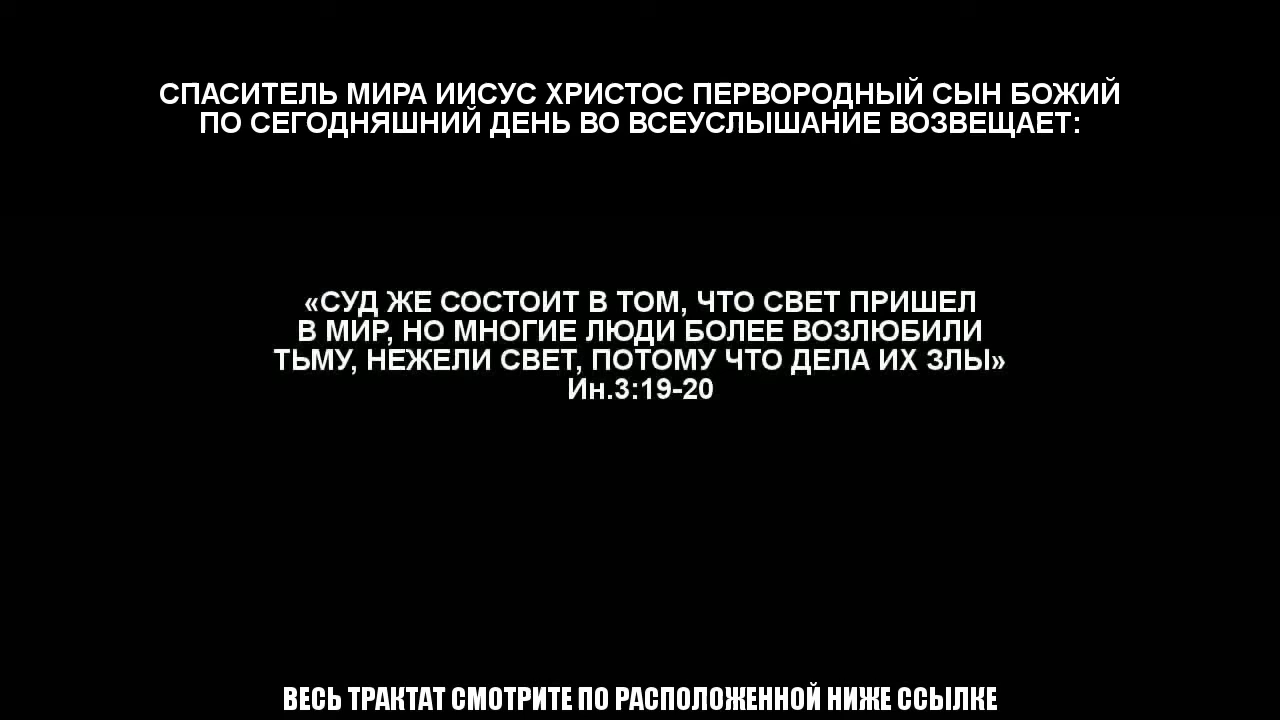 СПАСИТЕЛЬ МИРА ИИСУС ХРИСТОС ПЕРВОРОДНЫЙ СЫН БОЖИЙ
ПО СЕГОДНЯШНИЙ ДЕНЬ ВО ВСЕУСЛЫШАНИЕ ВОЗВЕЩАЕТ:
«СУД ЖЕ СОСТОИТ В ТОМ, ЧТО СВЕТ ПРИШЕЛ
В МИР, НО МНОГИЕ ЛЮДИ БОЛЕЕ ВОЗЛЮБИЛИ
ТЬМУ, НЕЖЕЛИ СВЕТ, ПОТОМУ ЧТО ДЕЛА ИХ ЗЛЫ»
Ин.3:19-20
ВЕСЬ ТРАКТАТ СМОТРИТЕ ПО РАСПОЛОЖЕННОЙ НИЖЕ ССЫЛКЕ